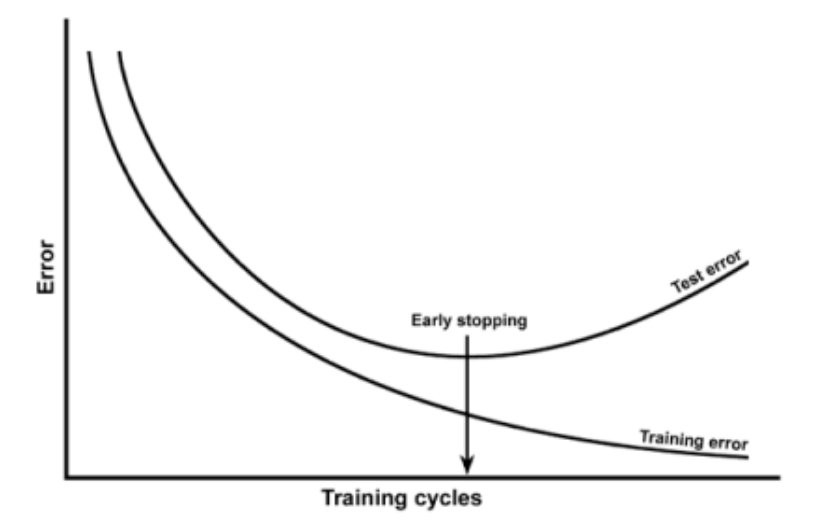 Error
Test error
Early stopping
Training error
Training cycles